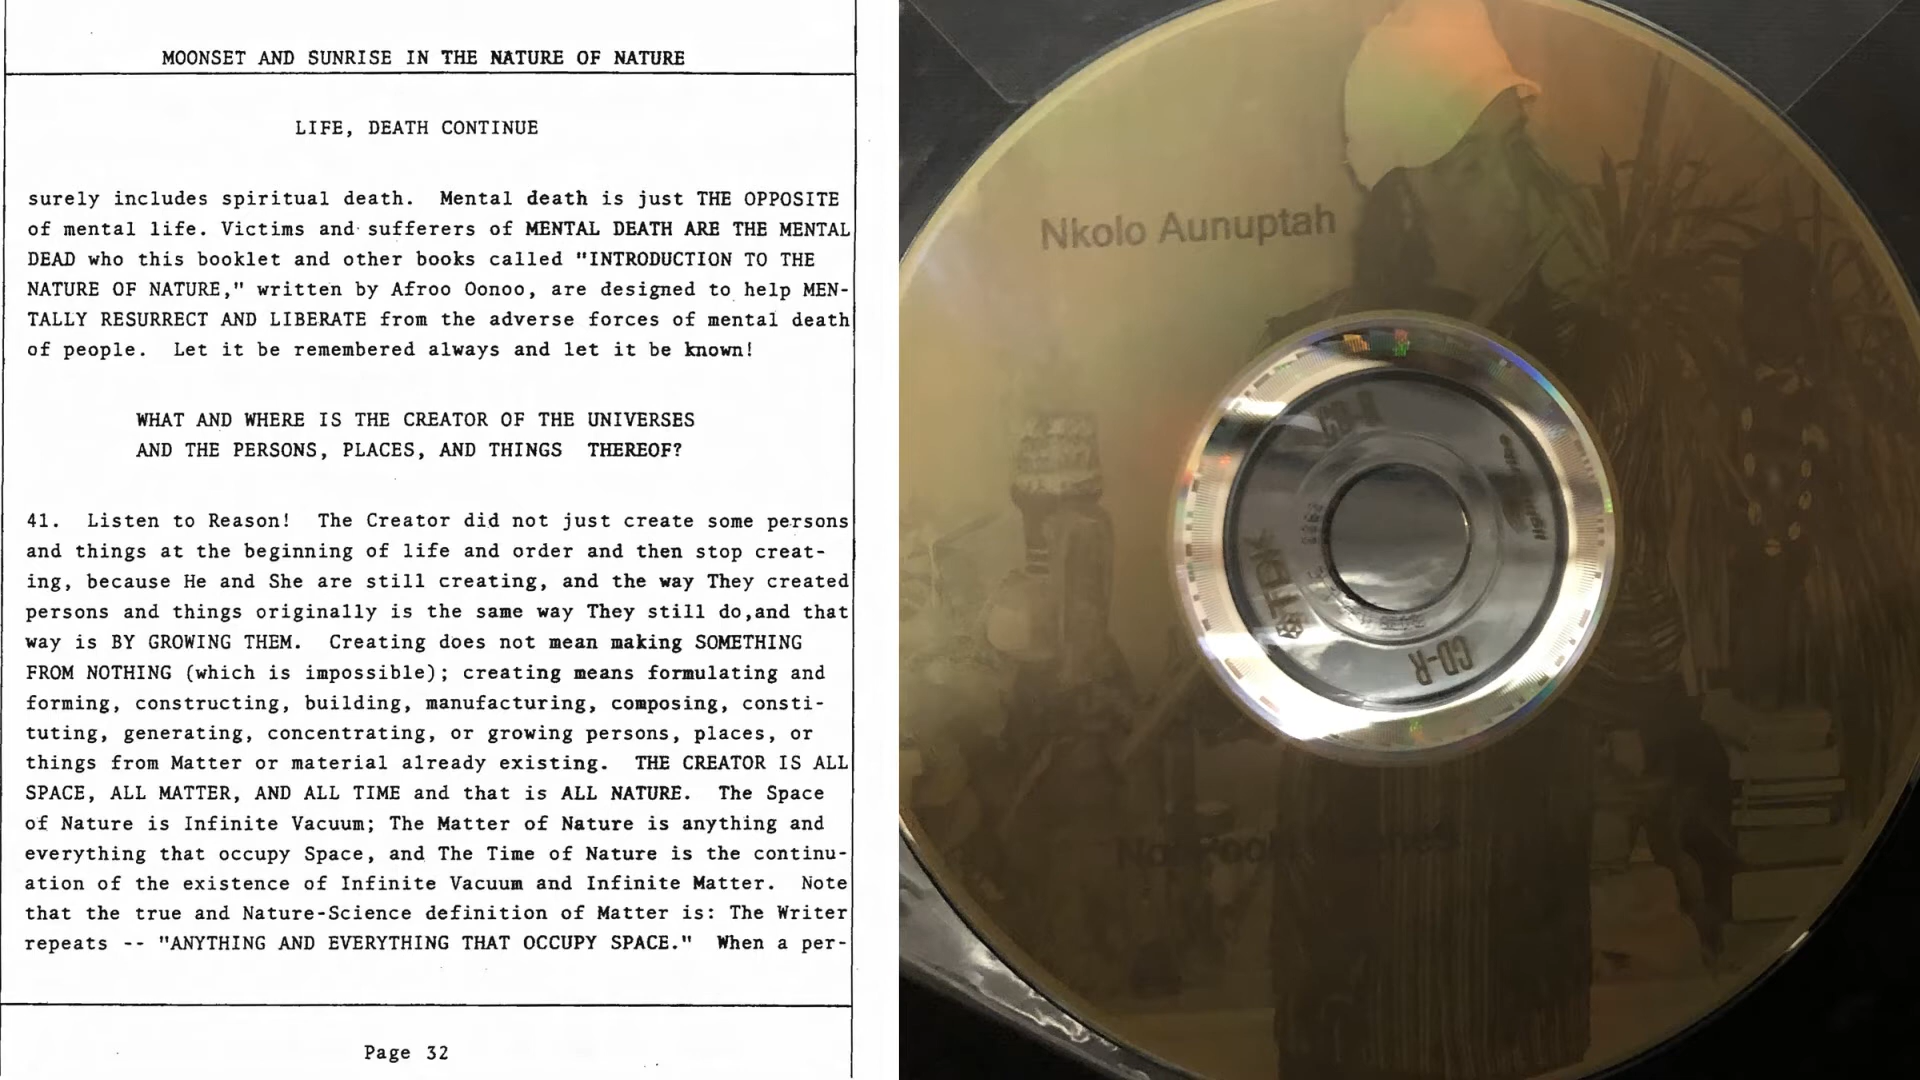 MOONSET AND SUNRISE IN THE NATURE OF NATURE
LIFE, DEATH CONTINUE
surely includes spiritual death. Mental death is just THE OPPOSITE
of mental life. Victims and sufferers of MENTAL DEATH ARE THE MENTAL
DEAD who this booklet and other books called "INTRODUCTION TO THE
NATURE OF NATURE," written by Afroo Oonoo, are designed to help MEN-
TALLY RESURRECT AND LIBERATE from the adverse forces of mental death
of people. Let it be remembered always and let it be known!
WHAT AND WHERE IS THE CREATOR OF THE UNIVERSES
AND THE PERSONS, PLACES, AND THINGS THEREOF?
41. Listen to Reason! The Creator did not just create some persons
and things at the beginning of life and order and then stop creat-
ing, because He and She are still creating, and the way They created
persons and things originally is the same way They still do,and that
way is BY GROWING THEM. Creating does not mean making SOMETHING
FROM NOTHING (which is impossible); creating means formulating and
forming, constructing, building, manufacturing, composing, consti-
tuting, generating, concentrating, or growing persons, places, or
things from Matter or material already existing. THE CREATOR IS ALL
SPACE, ALL MATTER, AND ALL TIME and that is ALL NATURE. The Space
of Nature is Infinite Vacuum; The Matter of Nature is anything and
everything that occupy Space, and The Time of Nature is the continu-
ation of the existence of Infinite Vacuum and Infinite Matter. Note
that the true and Nature-Science definition of Matter is: The Writer
repeats -- "ANYTHING AND EVERYTHING THAT OCCUPY SPACE." When a per-
Page 32
Nkolo Aunuptah
CD-R
TDK
CD-R